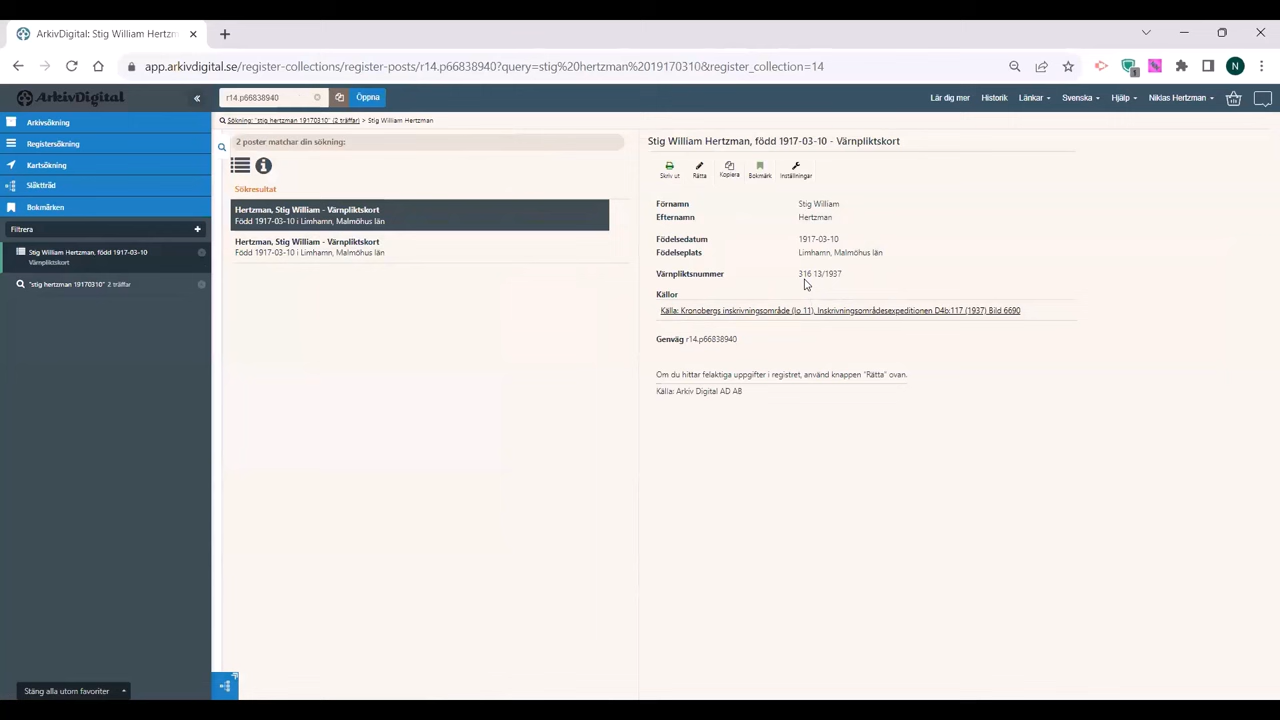 ArkivDigital: Stig William Hertzm
app.arkivdigital.se/register-collections/register-posts/r14.p66838940?query=stig%20hertzman%2019170310&register_collection=14
1
N
ArkivDigital
«
r14.p66838940
Öppna
Lär dig mer
Historik
Länkar
Svenska
Hjälp
Niklas Hertzman
Arkivsökning
Registersökning
Kartsökning
Släktträd
Bokmärken
Filtrera
+
Stig William Hertzman, född 1917-03-10
Värnpliktskort
"stig hertzman 19170310" 2 träffar
Stäng alla utom favoriter
Sökning: "stig hertzman 19170310" (2 träffar) > Stig William Hertzman
2 poster matchar din sökning:
Sökresultat
Hertzman, Stig William - Värnpliktskort
Född 1917-03-10 i Limhamn, Malmöhus län
Hertzman, Stig William - Värnpliktskort
Född 1917-03-10 i Limhamn, Malmöhus län
Stig William Hertzman, född 1917-03-10 - Värnpliktskort
Skriv ut
Rätta
Kopiera
Bokmärk
Inställningar
Förnamn Stig William
Efternamn Hertzman
Födelsedatum 1917-03-10
Födelseplats Limhamn, Malmöhus län
Värnpliktsnummer 316 13/1937
Källor
Källa: Kronobergs inskrivningsområde (Io 11), Inskrivningsområdesexpeditionen D4b:117 (1937) Bild 6690
Genväg r14.p66838940
Om du hittar felaktiga uppgifter i registret, använd knappen "Rätta" ovan.
Källa: Arkiv Digital AD AB